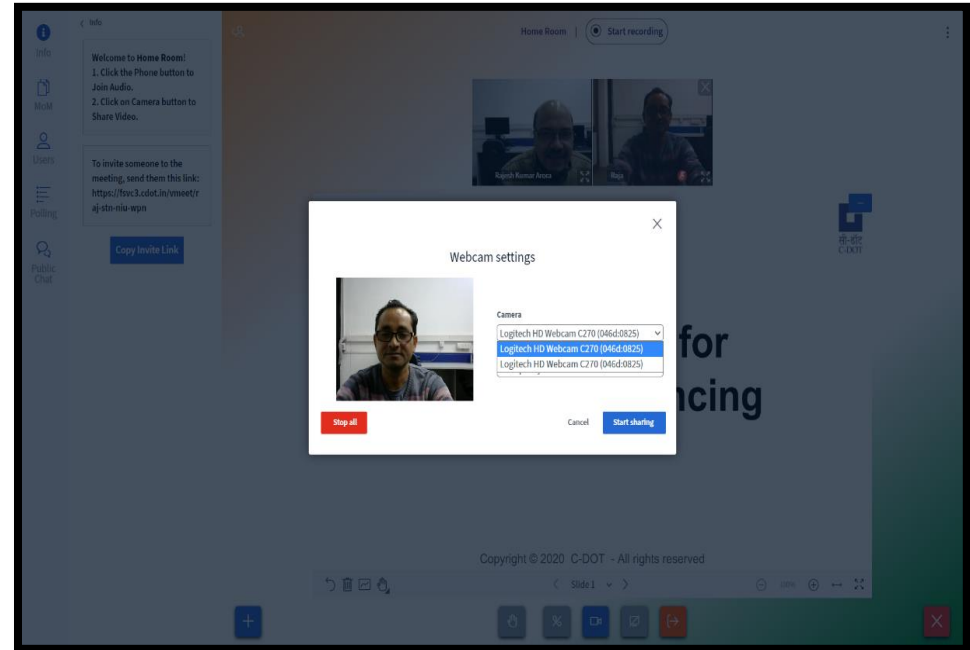 Info
MoM
Users
Polling
Public
Chat
Info
Welcome to Home Room!
1. Click the Phone button to
Join Audio.
2. Click on Camera button to
Share Video.
To invite someone to the
meeting, send them this link:
https://fsvc3.cdot.in/vmeet/r
aj-stn-niu-wpn
Copy Invite Link
Home Room | Start recording
Rajesh Kumar Arora
Raja
सी-डॉट
C-DOT
Webcam settings
Camera
Logitech HD Webcam C270 (046d:0825)
Logitech HD Webcam C270 (046d:0825)
Logitech HD Webcam C270 (046d:0825)
Stop all
Cancel
Start sharing
for
ncing
Copyright © 2020 C-DOT - All rights reserved
Slide 1